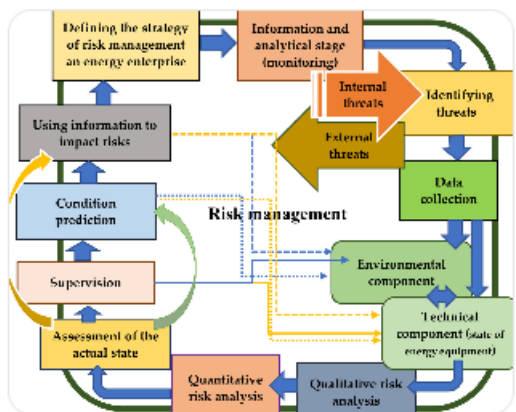 Defining the strategy
of risk management
an energy enterprise
Information and
analytical stage
(monitoring)
Internal
threats
Identifying
threats
External
threats
Using information to
impact risks
Data
collection
Condition
prediction
Risk management
Environmental
component
Supervision
Technical
component (state
of energy equipment)
Assessment of the
actual state
Quantitative
risk analysis
Qualitative risk
analysis